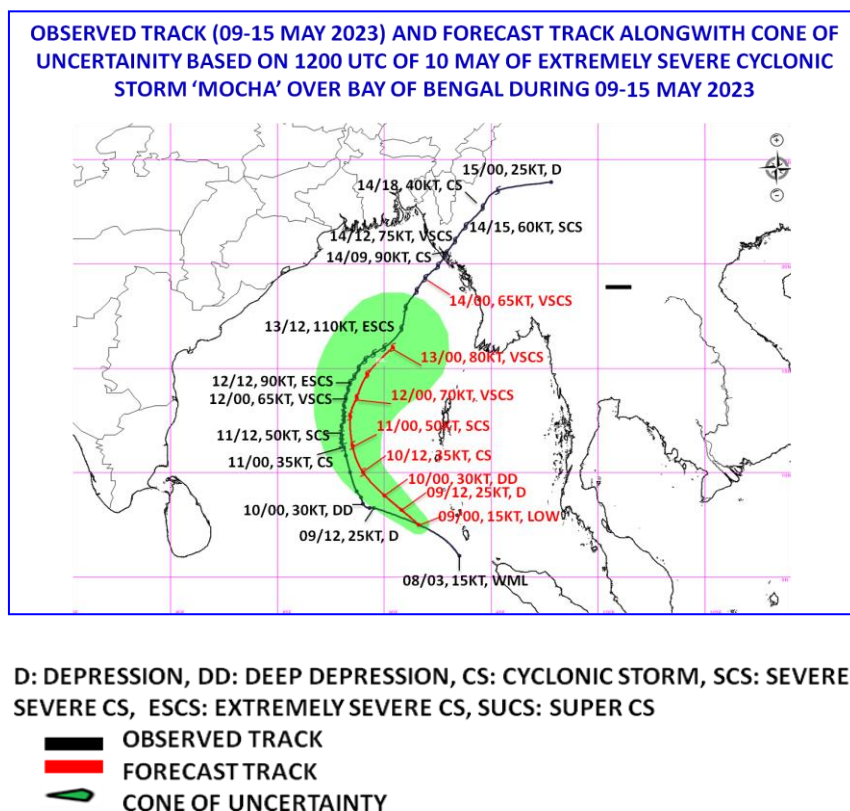 OBSERVED TRACK (09-15 MAY 2023) AND FORECAST TRACK ALONGWITH CONE OF
UNCERTAINITY BASED ON 1200 UTC OF 10 MAY OF EXTREMELY SEVERE CYCLONIC
STORM ‘MOCHA’ OVER BAY OF BENGAL DURING 09-15 MAY 2023
15/00, 25KT, D
14/18, 40KT, CS
14/15, 60KT, SCS
14/12, 75KT, VSCS
14/09, 90KT, CS
14/00, 65KT, VSCS
13/12, 110KT, ESCS
13/00, 80KT, VSCS
12/12, 90KT, ESCS
12/00, 65KT, VSCS
12/00, 70KT, VSCS
11/00, 50KT, SCS
11/12, 50KT, SCS
10/12, 35KT, CS
11/00, 35KT, CS
10/00, 30KT, DD
09/12, 25KT, D
10/00, 30KT, DD
09/00, 15KT, LOW
09/12, 25KT, D
08/03, 15KT, WML
D: DEPRESSION, DD: DEEP DEPRESSION, CS: CYCLONIC STORM, SCS: SEVERE
SEVERE CS, ESCS: EXTREMELY SEVERE CS, SUCS: SUPER CS
OBSERVED TRACK
FORECAST TRACK
CONE OF UNCERTAINTY